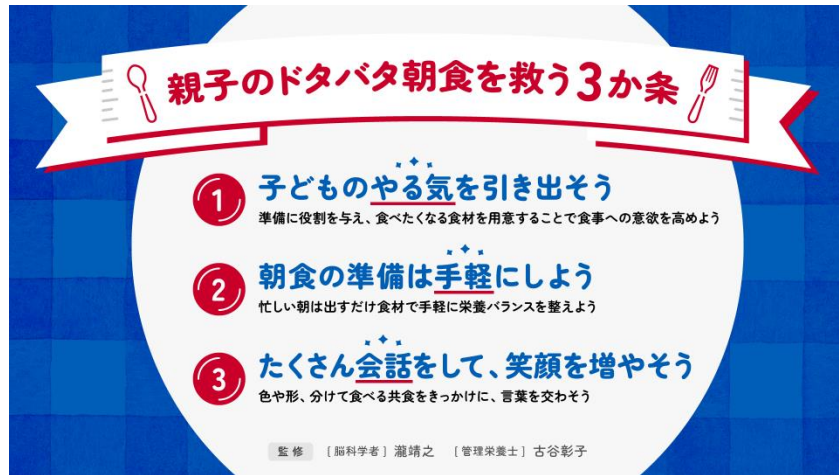 親子のドタバタ朝食を救う3か条
1 子どものやる気を引き出そう
準備に役割を与え、食べたくなる食材を用意することで食事への意欲を高めよう
2 朝食の準備は手軽にしよう
忙しい朝は出すだけ食材で手軽に栄養バランスを整えよう
3 たくさん会話をして、笑顔を増やそう
色や形、分けて食べる共食をきっかけに、言葉を交わそう
監修 [脳科学者] 瀧靖之 [管理栄養士] 古谷彰子